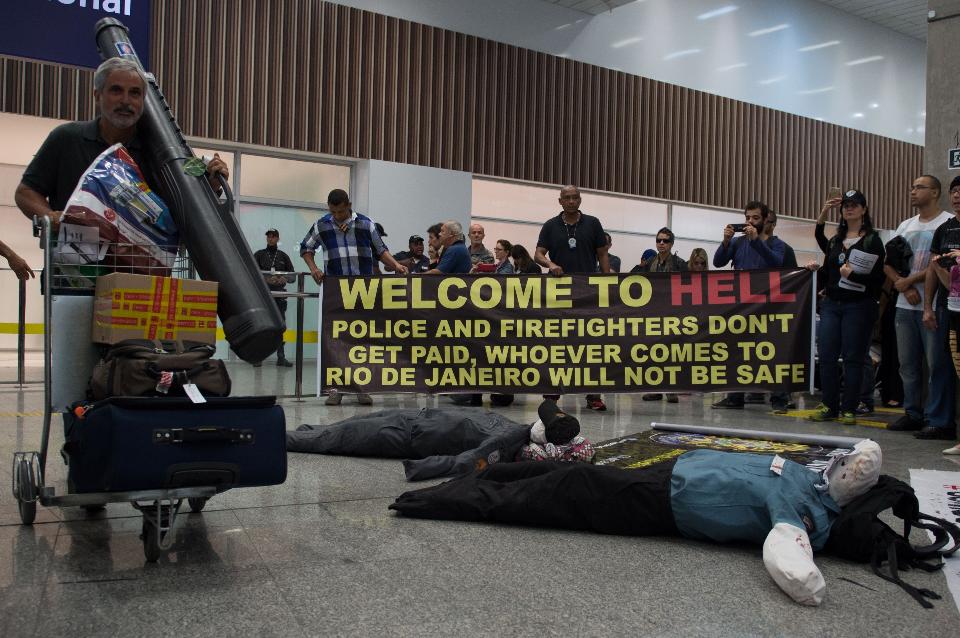 onal
WELCOME TO HELL
POLICE AND FIREFIGHTERS DON'T
GET PAID, WHOEVER COMES TO
RIO DE JANEIRO WILL NOT BE SAFE